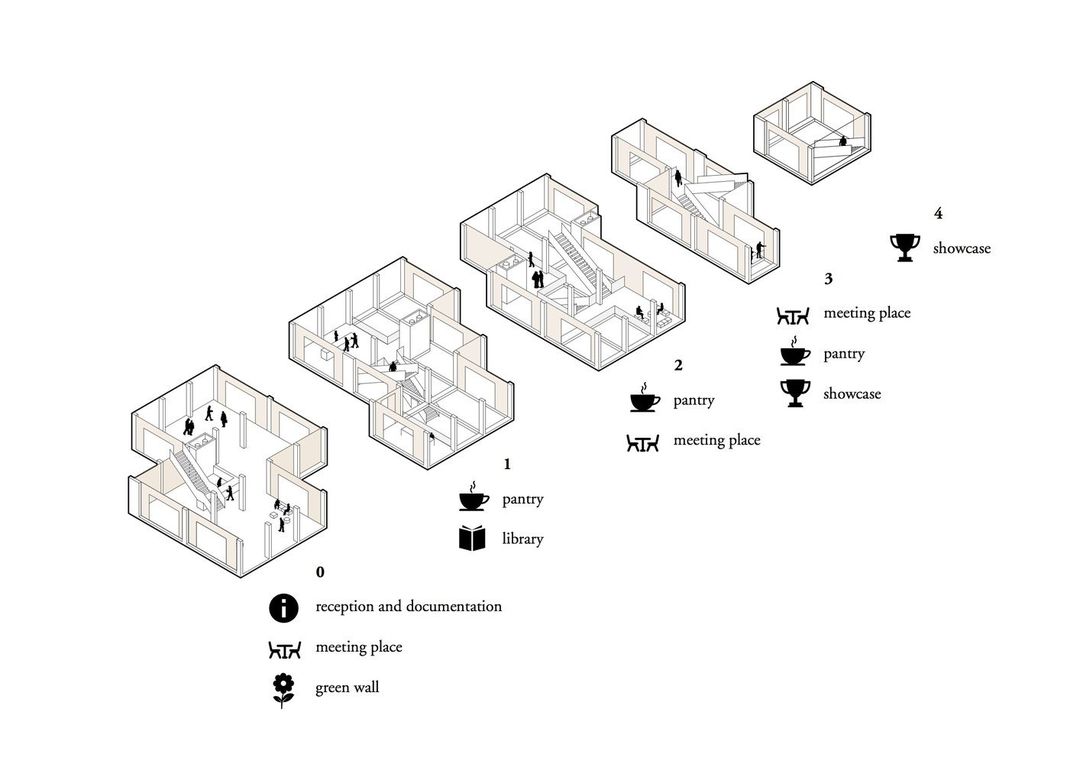 4
showcase
3
meeting place
pantry
showcase
2
pantry
meeting place
1
pantry
library
0
reception and documentation
meeting place
green wall